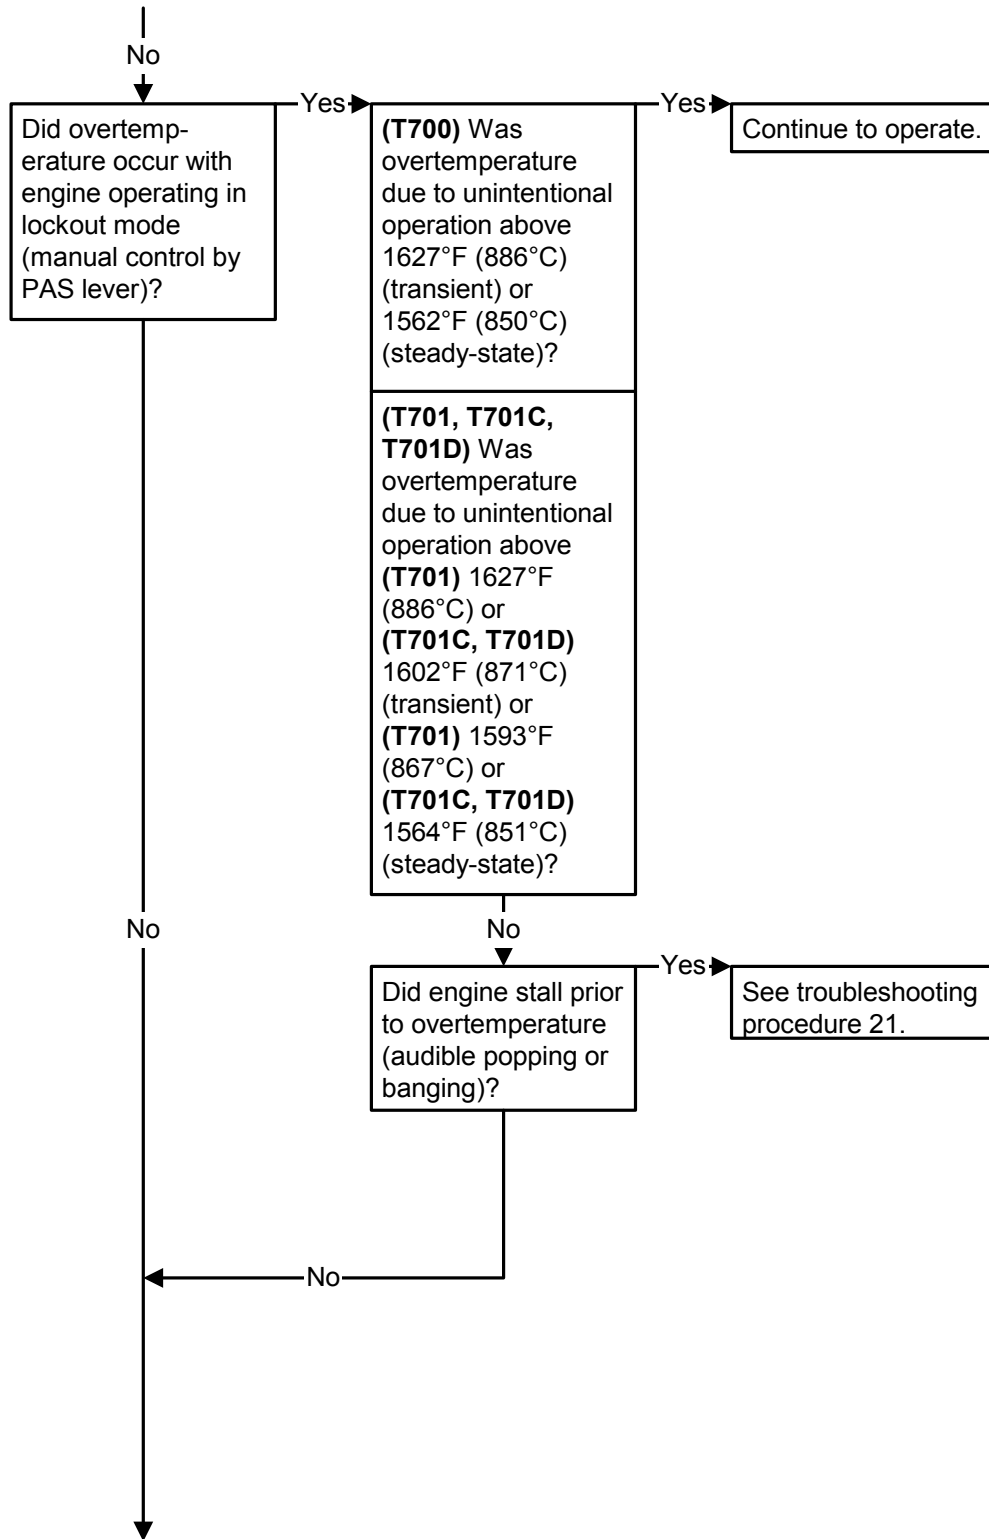 No
Did overtemp-
erature occur with
engine operating in
lockout mode
(manual control by
PAS lever)?
Yes
(T700) Was
overtemperature
due to unintentional
operation above
1627°F (886°C)
(transient) or
1562°F (850°C)
(steady-state)?
Yes
Continue to operate.
(T701, T701C,
T701D) Was
overtemperature
due to unintentional
operation above
(T701) 1627°F
(886°C) or
(T701C, T701D)
1602°F (871°C)
(transient) or
(T701) 1593°F
(867°C) or
(T701C, T701D)
1564°F (851°C)
(steady-state)?
No
No
Did engine stall prior
to overtemperature
(audible popping or
banging)?
Yes
See troubleshooting
procedure 21.
No